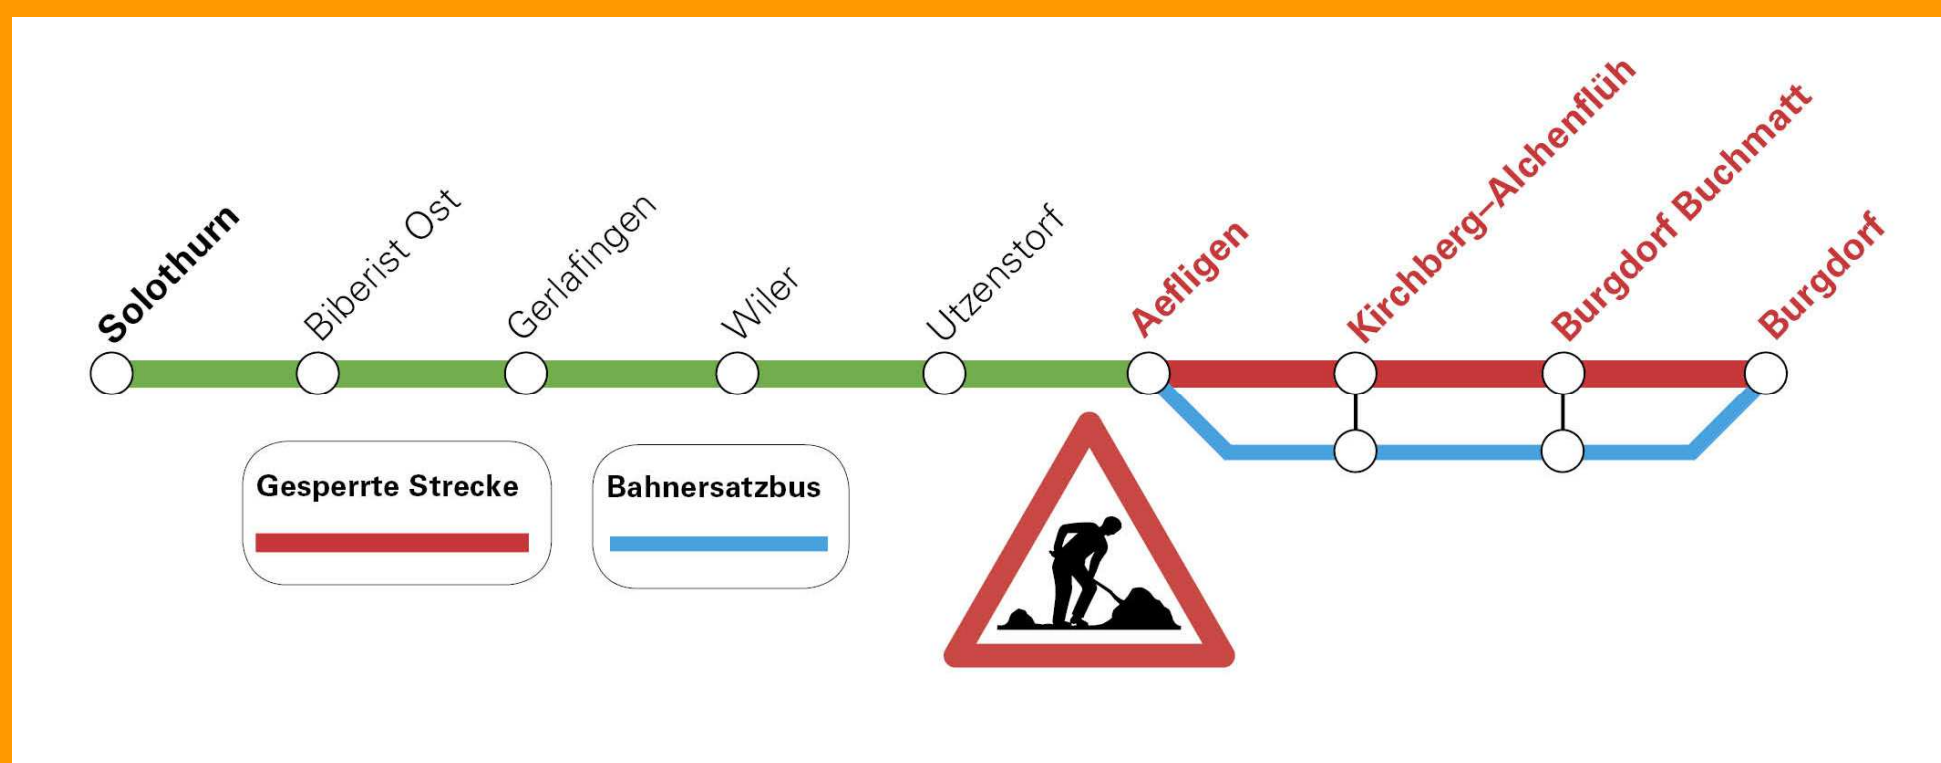 Solothurn
Biberist Ost
Gerlafingen
Wiler
Utzenstorf
Aefligen
Kirchberg–Alchenflüh
Burgdorf Buchmatt
Burgdorf
Gesperrte Strecke
Bahnersatzbus